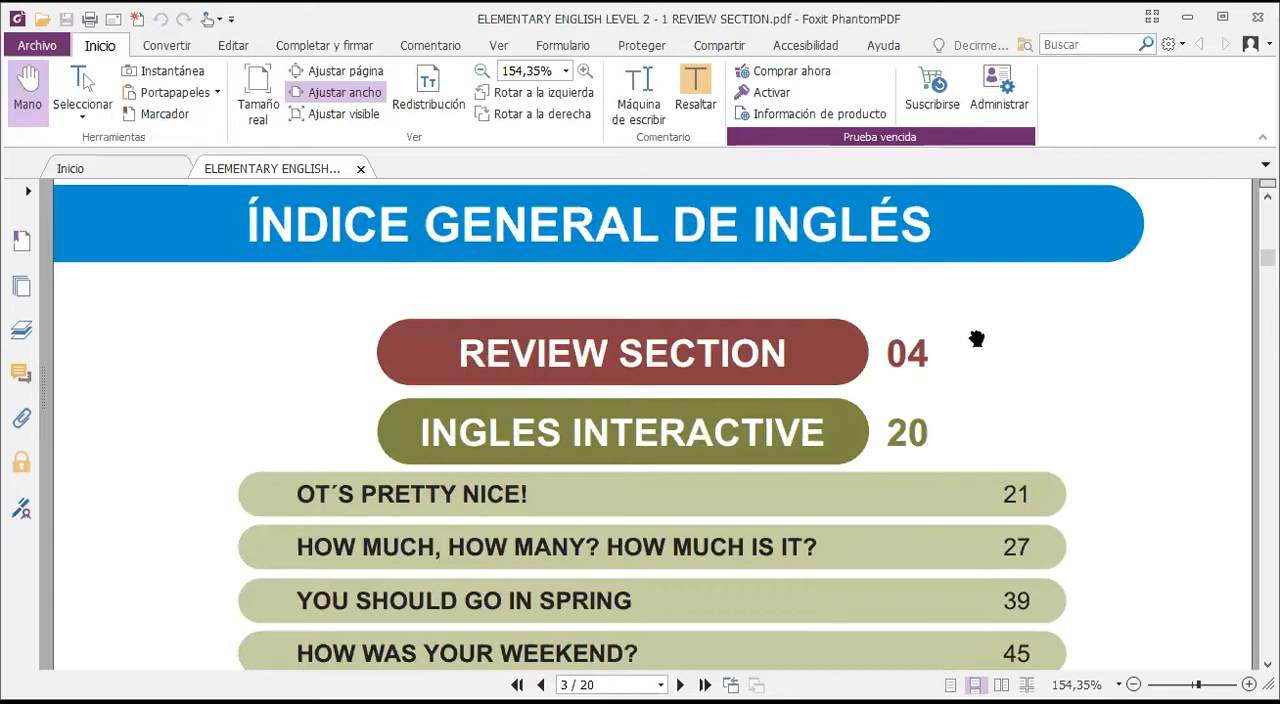 ELEMENTARY ENGLISH LEVEL 2 - 1 REVIEW SECTION.pdf - Foxit PhantomPDF
Archivo Inicio Convertir Editar Completar y firmar Comentario Ver Formulario Proteger Compartir Accesibilidad Ayuda Decirme... Buscar
Mano
Seleccionar
Instantánea
Portapapeles
Marcador
Herramientas
Tamaño
real
Ajustar página
Ajustar ancho
Ajustar visible
Redistribución
154,35%
Rotar a la izquierda
Rotar a la derecha
Ver
Máquina
de escribir
Resaltar
Comentario
Comprar ahora
Activar
Información de producto
Suscribirse
Administrar
Prueba vencida
Inicio
ELEMENTARY ENGLISH...
ÍNDICE GENERAL DE INGLÉS
REVIEW SECTION 04
INGLES INTERACTIVE 20
OT´S PRETTY NICE! 21
HOW MUCH, HOW MANY? HOW MUCH IS IT? 27
YOU SHOULD GO IN SPRING 39
HOW WAS YOUR WEEKEND? 45
3 / 20
154,35%